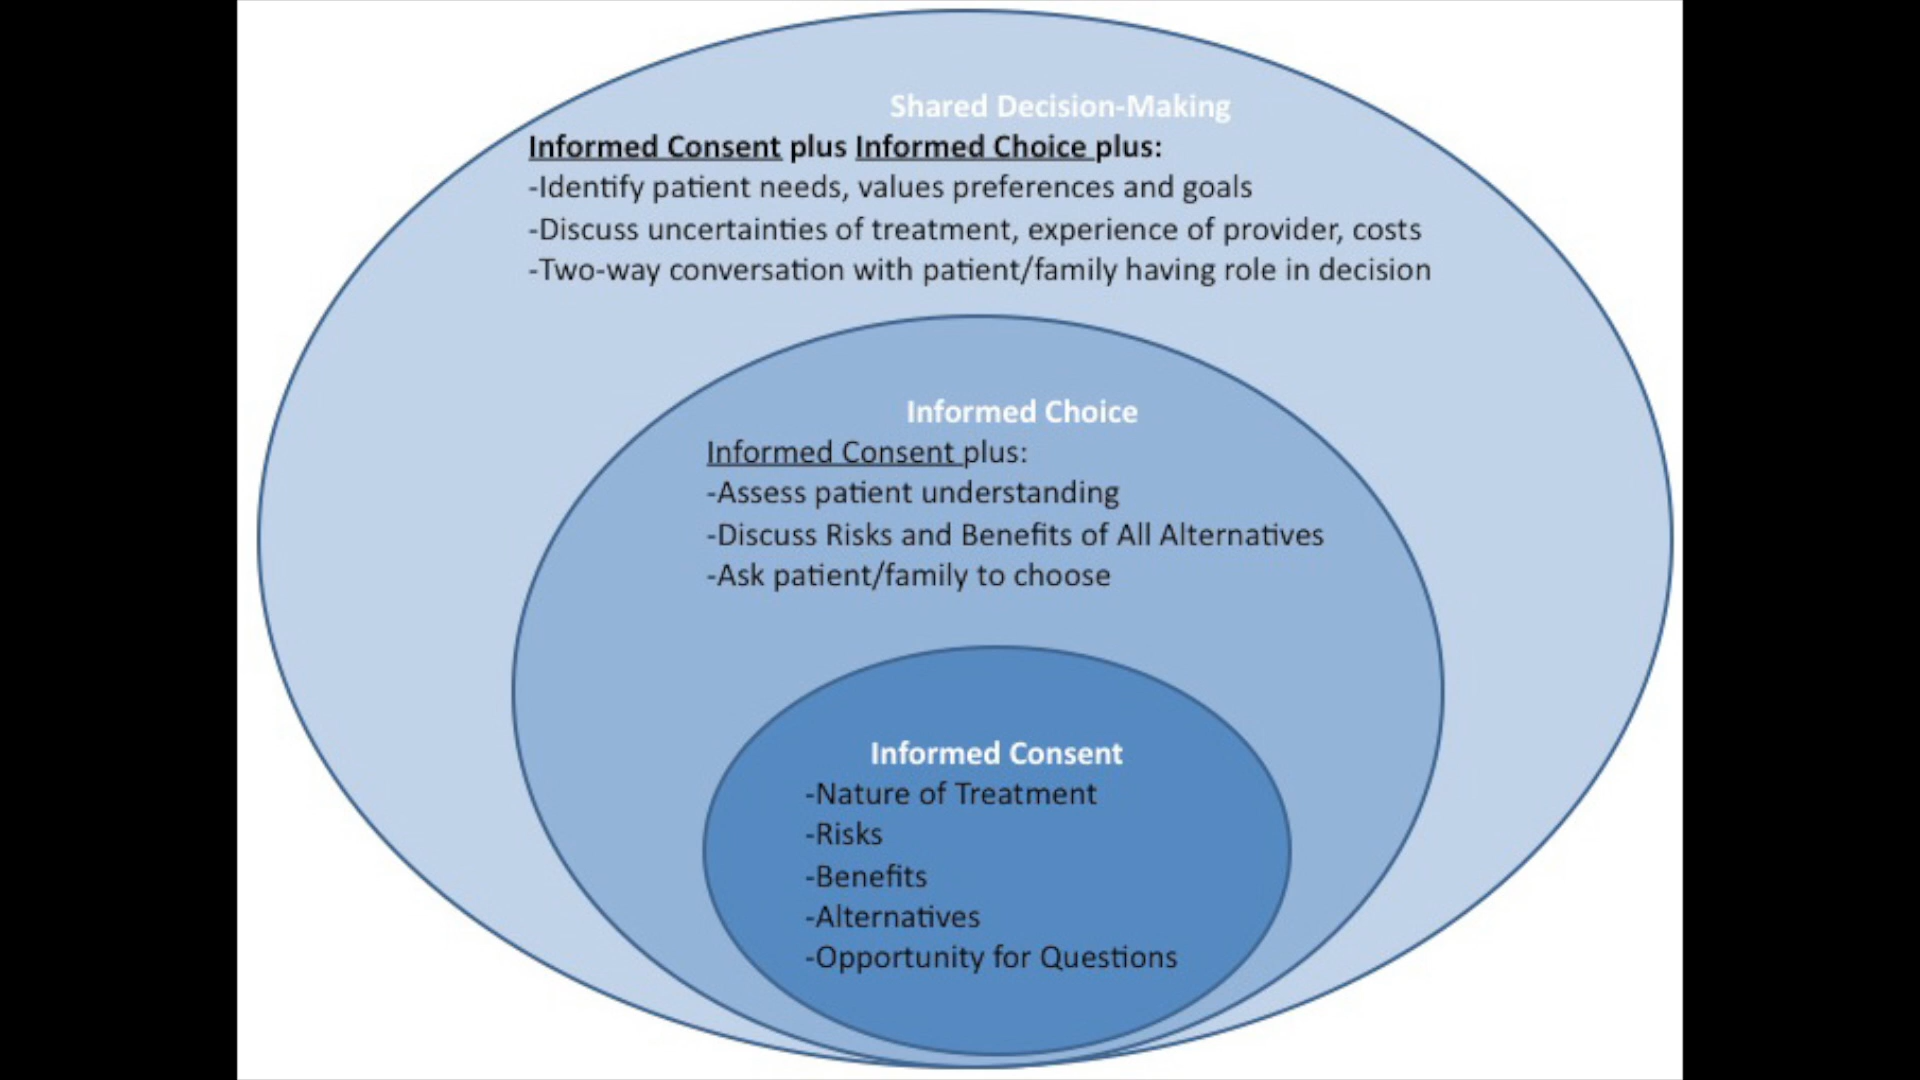 Shared Decision-Making
Informed Consent plus Informed Choice plus:
-Identify patient needs, values preferences and goals
-Discuss uncertainties of treatment, experience of provider, costs
-Two-way conversation with patient/family having role in decision
Informed Choice
Informed Consent plus:
-Assess patient understanding
-Discuss Risks and Benefits of All Alternatives
-Ask patient/family to choose
Informed Consent
-Nature of Treatment
-Risks
-Benefits
-Alternatives
-Opportunity for Questions